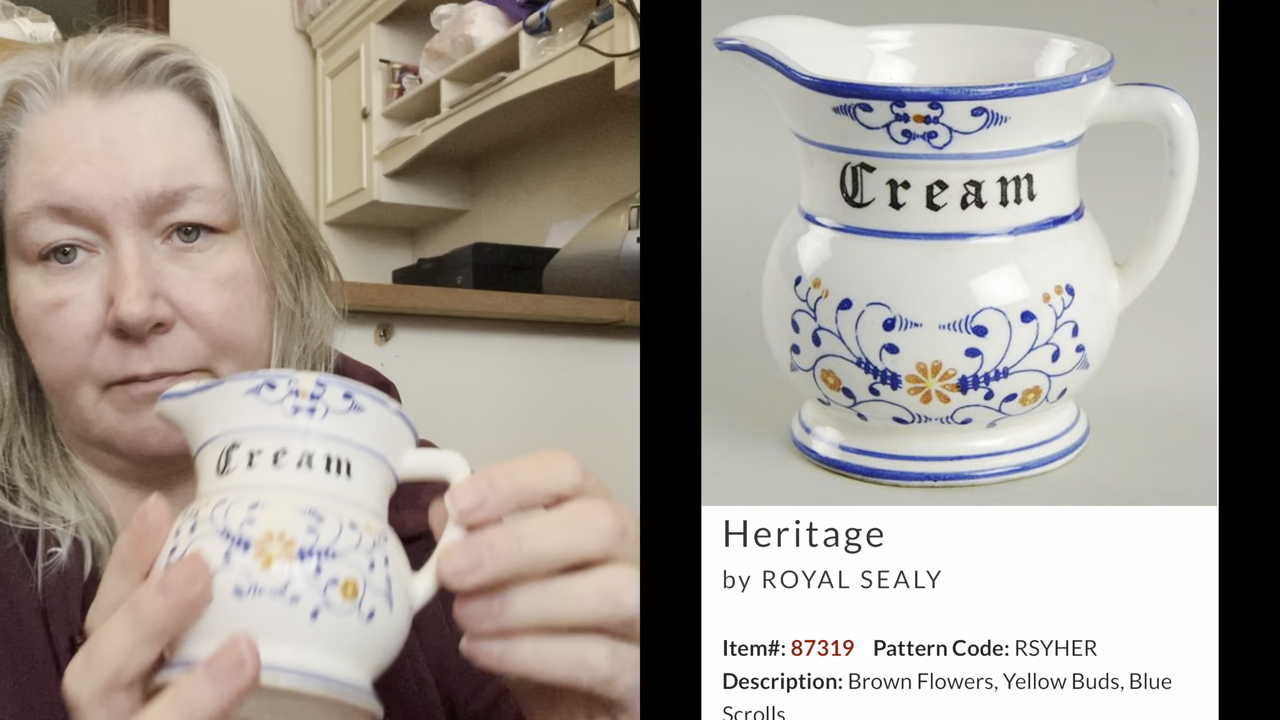 Cream
Cream
Heritage
by ROYAL SEALY
Item#: 87319 Pattern Code: RSYHER
Description: Brown Flowers, Yellow Buds, Blue
Scrolls